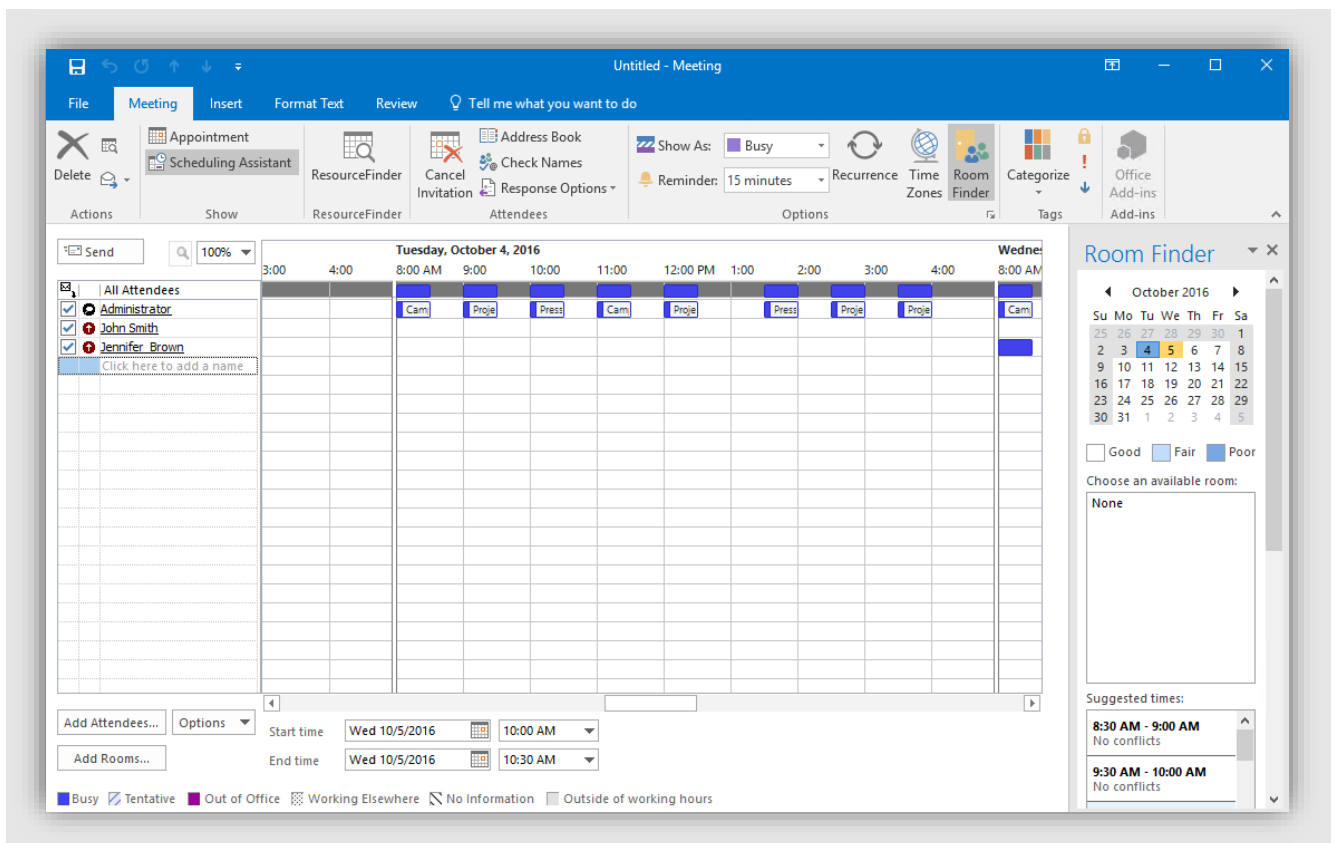 Untitled - Meeting
File Meeting Insert Format Text Review Tell me what you want to do
Delete
Appointment
Scheduling Assistant
ResourceFinder
Cancel Invitation
Address Book
Check Names
Response Options
Show As: Busy
Reminder: 15 minutes
Recurrence
Time Zones
Room Finder
Categorize
Office Add-ins
Actions Show ResourceFinder Attendees Options Tags Add-ins
Send 100%
Tuesday, October 4, 2016 Wednes
3:00 4:00 8:00 AM 9:00 10:00 11:00 12:00 PM 1:00 2:00 3:00 4:00 8:00 AM
All Attendees
Administrator Cam Proje Press Cam Proje Press Proje Proje Cam
John Smith
Jennifer Brown
Click here to add a name
Add Attendees... Options
Add Rooms...
Start time Wed 10/5/2016 10:00 AM
End time Wed 10/5/2016 10:30 AM
Busy Tentative Out of Office Working Elsewhere No Information Outside of working hours
Room Finder
October 2016
Su Mo Tu We Th Fr Sa
25 26 27 28 29 30 1
2 3 4 5 6 7 8
9 10 11 12 13 14 15
16 17 18 19 20 21 22
23 24 25 26 27 28 29
30 31 1 2 3 4 5
Good Fair Poor
Choose an available room:
None
Suggested times:
8:30 AM - 9:00 AM
No conflicts
9:30 AM - 10:00 AM
No conflicts